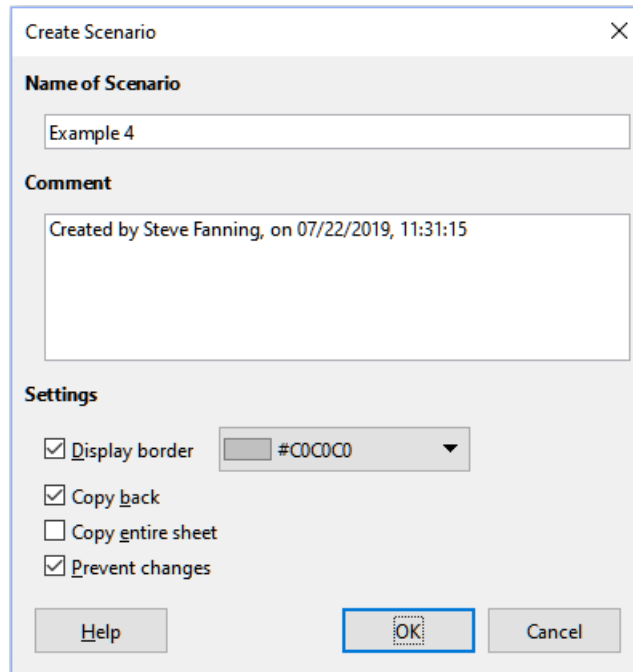 Create Scenario
Name of Scenario
Example 4
Comment
Created by Steve Fanning, on 07/22/2019, 11:31:15
Settings
Display border #C0C0C0
Copy back
Copy entire sheet
Prevent changes
Help OK Cancel